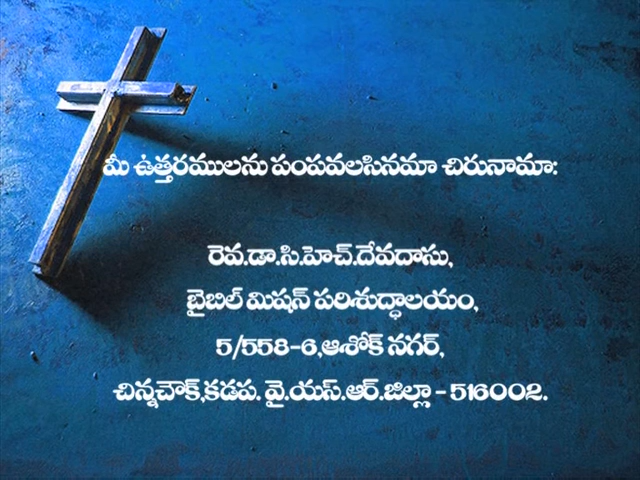 మీ ఉత్తరములను పంపవలసినమా చిరునామా:
రెవ.డా.సి.హెచ్.దేవదాసు,
బైబిల్ మిషన్ పరిశుద్ధాలయం,
5/558-6,ఆశోక్ నగర్,
చిన్నచౌక్,కడప. వై.యస్.ఆర్.జిల్లా - 516002.